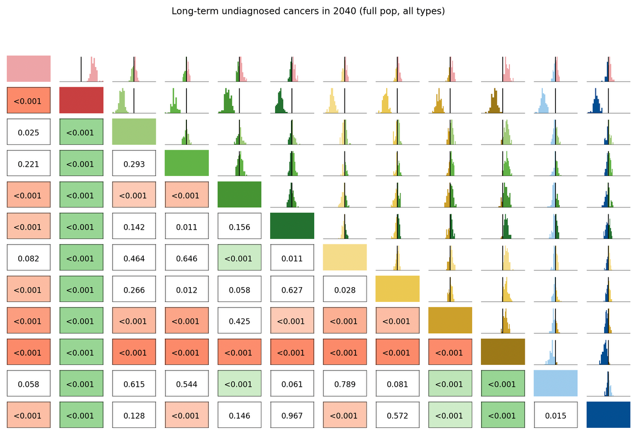 Long-term undiagnosed cancers in 2040 (full pop, all types)
<0.001
0.025 <0.001
0.221 <0.001 0.293
<0.001 <0.001 <0.001 <0.001
<0.001 <0.001 0.142 0.011 0.156
0.082 <0.001 0.464 0.646 <0.001 0.011
<0.001 <0.001 0.266 0.012 0.058 0.627 0.028
<0.001 <0.001 <0.001 <0.001 0.425 <0.001 <0.001 <0.001
<0.001 <0.001 <0.001 <0.001 <0.001 <0.001 <0.001 <0.001 <0.001
0.058 <0.001 0.615 0.544 <0.001 0.061 0.789 0.081 <0.001 <0.001
<0.001 <0.001 0.128 <0.001 0.146 0.967 <0.001 0.572 <0.001 <0.001 0.015